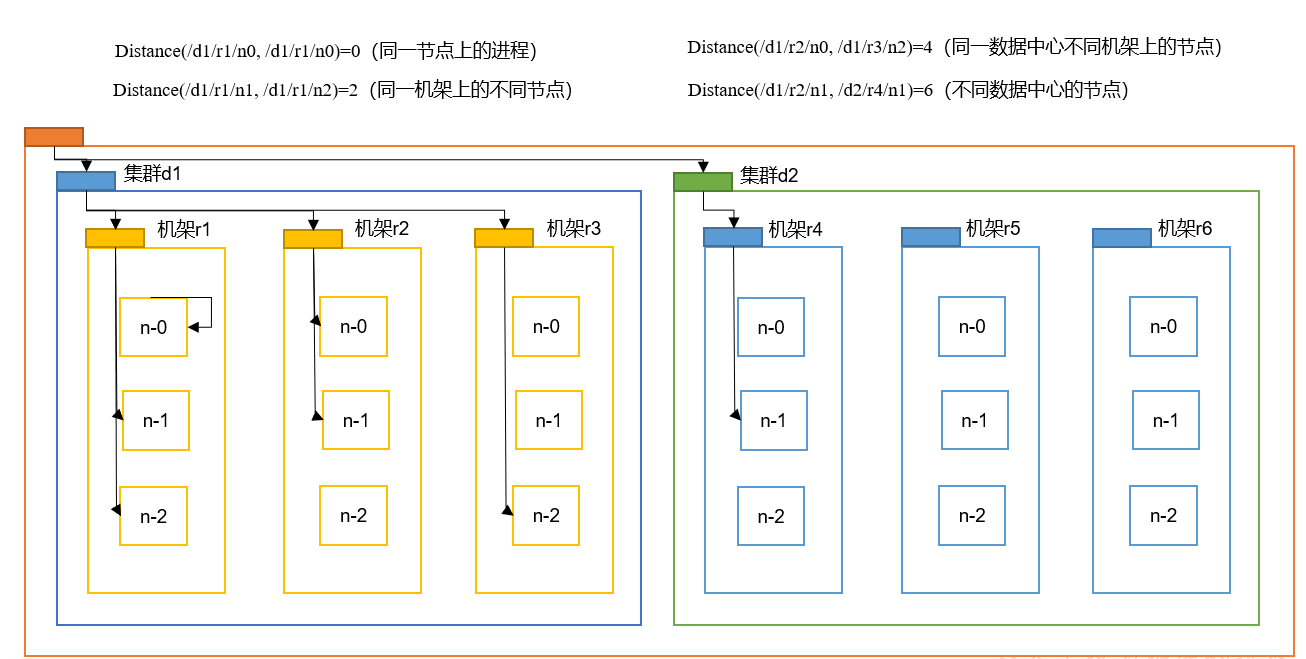 Distance(/d1/r1/n0, /d1/r1/n0)=0（同一节点上的进程）
Distance(/d1/r1/n1, /d1/r1/n2)=2（同一机架上的不同节点）
Distance(/d1/r2/n0, /d1/r3/n2)=4（同一数据中心不同机架上的节点）
Distance(/d1/r2/n1, /d2/r4/n1)=6（不同数据中心的节点）
集群d1
集群d2
机架r1
机架r2
机架r3
机架r4
机架r5
机架r6
n-0
n-0
n-0
n-0
n-0
n-0
n-1
n-1
n-1
n-1
n-1
n-1
n-2
n-2
n-2
n-2
n-2
n-2